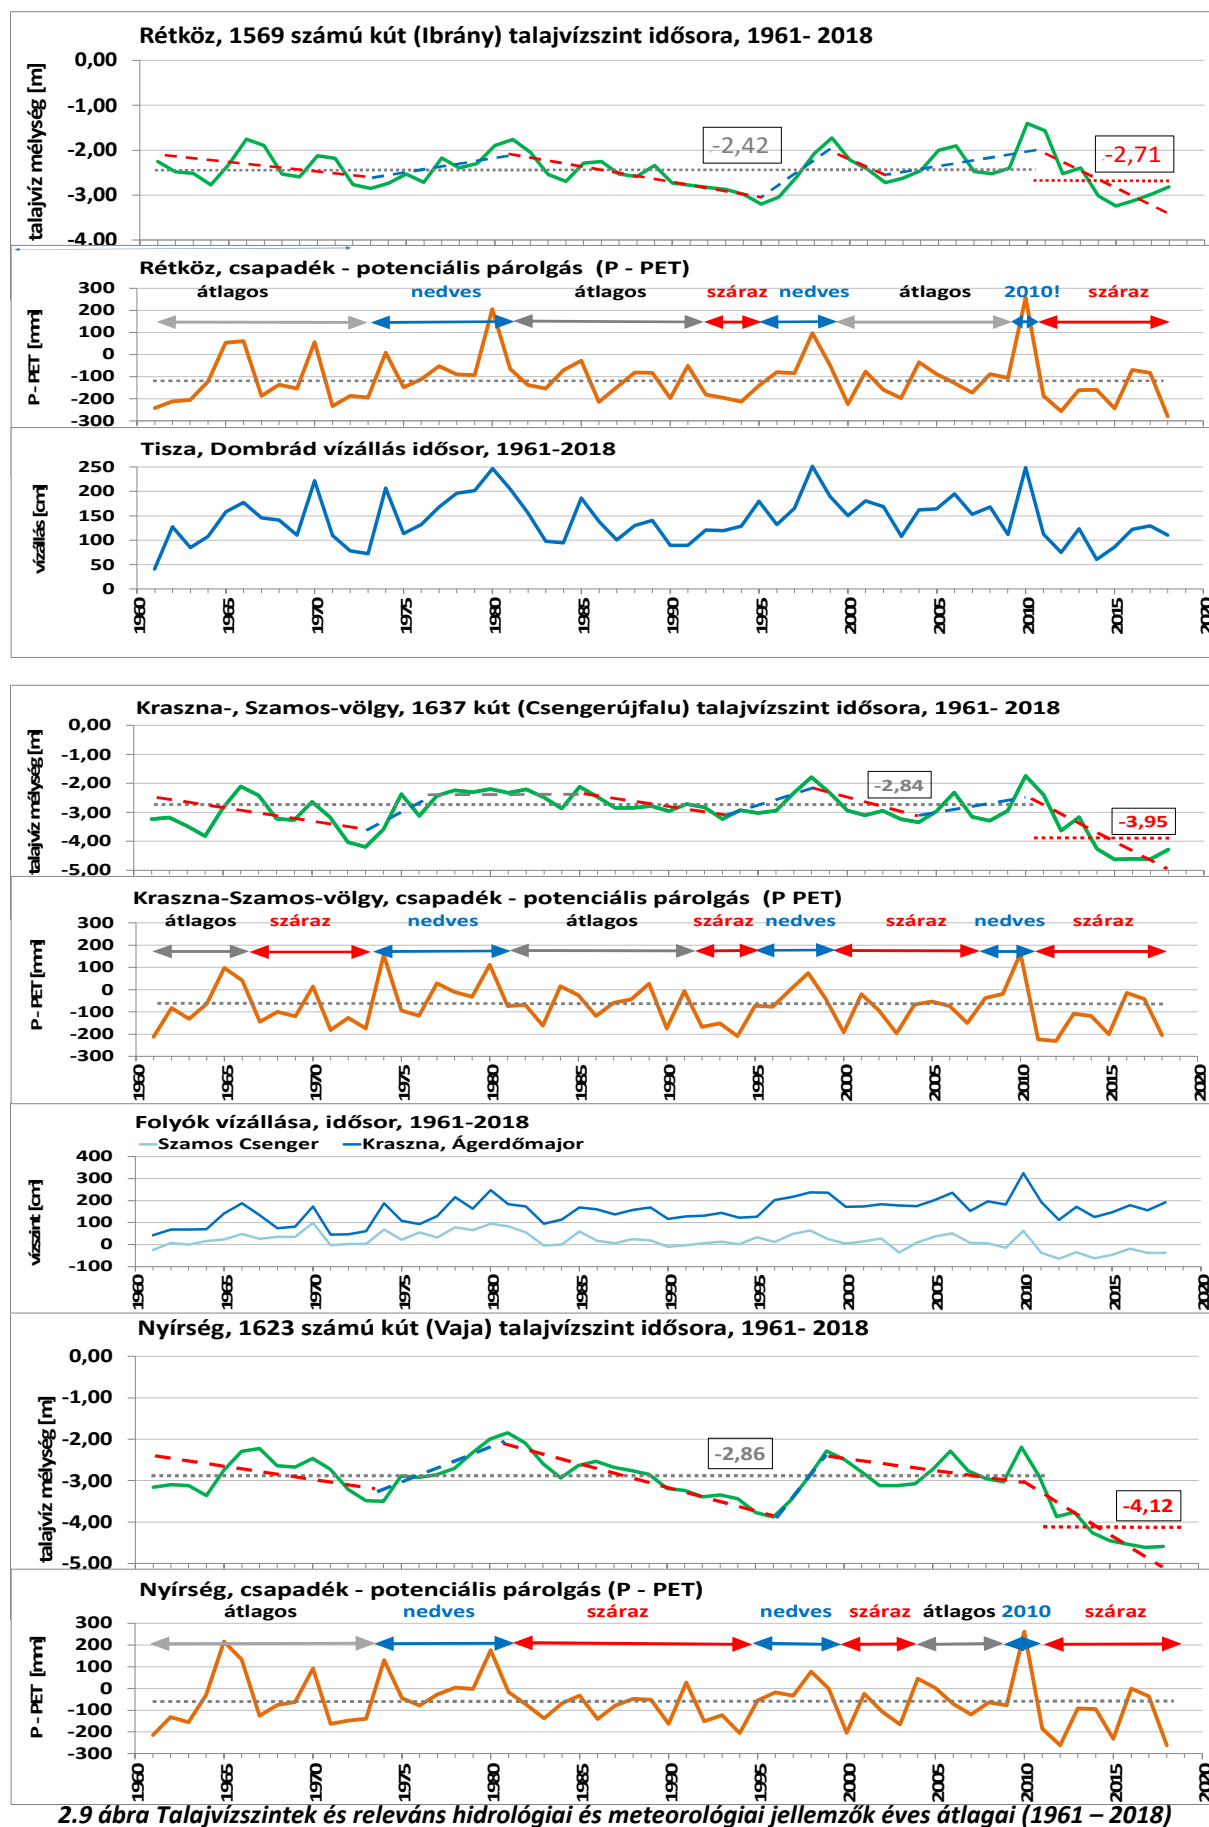 Rétköz, 1569 számú kút (Ibrány) talajvízszint idősora, 1961- 2018
talajvíz mélység [m]
0,00
-1,00
-2,00
-3,00
-4,00
-2,42
-2,71
Rétköz, csapadék - potenciális párolgás (P - PET)
P - PET [mm]
300
200
100
0
-100
-200
-300
átlagos
nedves
átlagos
száraz
nedves
átlagos
2010!
száraz
Tisza, Dombrád vízállás idősor, 1961-2018
vízállás [cm]
250
200
150
100
50
0
1960
1965
1970
1975
1980
1985
1990
1995
2000
2005
2010
2015
2020
Kraszna-, Szamos-völgy, 1637 kút (Csengerújfalu) talajvízszint idősora, 1961- 2018
talajvíz mélység [m]
0,00
-1,00
-2,00
-3,00
-4,00
-5,00
-2,84
-3,95
Kraszna-Szamos-völgy, csapadék - potenciális párolgás (P PET)
P - PET [mm]
300
200
100
0
-100
-200
-300
átlagos
száraz
nedves
átlagos
száraz
nedves
száraz
nedves
száraz
1960
1965
1970
1975
1980
1985
1990
1995
2000
2005
2010
2015
2020
Folyók vízállása, idősor, 1961-2018
Szamos Csenger
Kraszna, Ágerdőmajor
vízszint [cm]
400
300
200
100
0
-100
1960
1965
1970
1975
1980
1985
1990
1995
2000
2005
2010
2015
2020
Nyírség, 1623 számú kút (Vaja) talajvízszint idősora, 1961- 2018
talajvíz mélység [m]
0,00
-1,00
-2,00
-3,00
-4,00
-5,00
-2,86
-4,12
Nyírség, csapadék - potenciális párolgás (P - PET)
P - PET [mm]
300
200
100
0
-100
-200
-300
átlagos
nedves
száraz
nedves
száraz
átlagos
2010
száraz
1960
1965
1970
1975
1980
1985
1990
1995
2000
2005
2010
2015
2020
2.9 ábra Talajvízszintek és releváns hidrológiai és meteorológiai jellemzők éves átlagai (1961 – 2018)